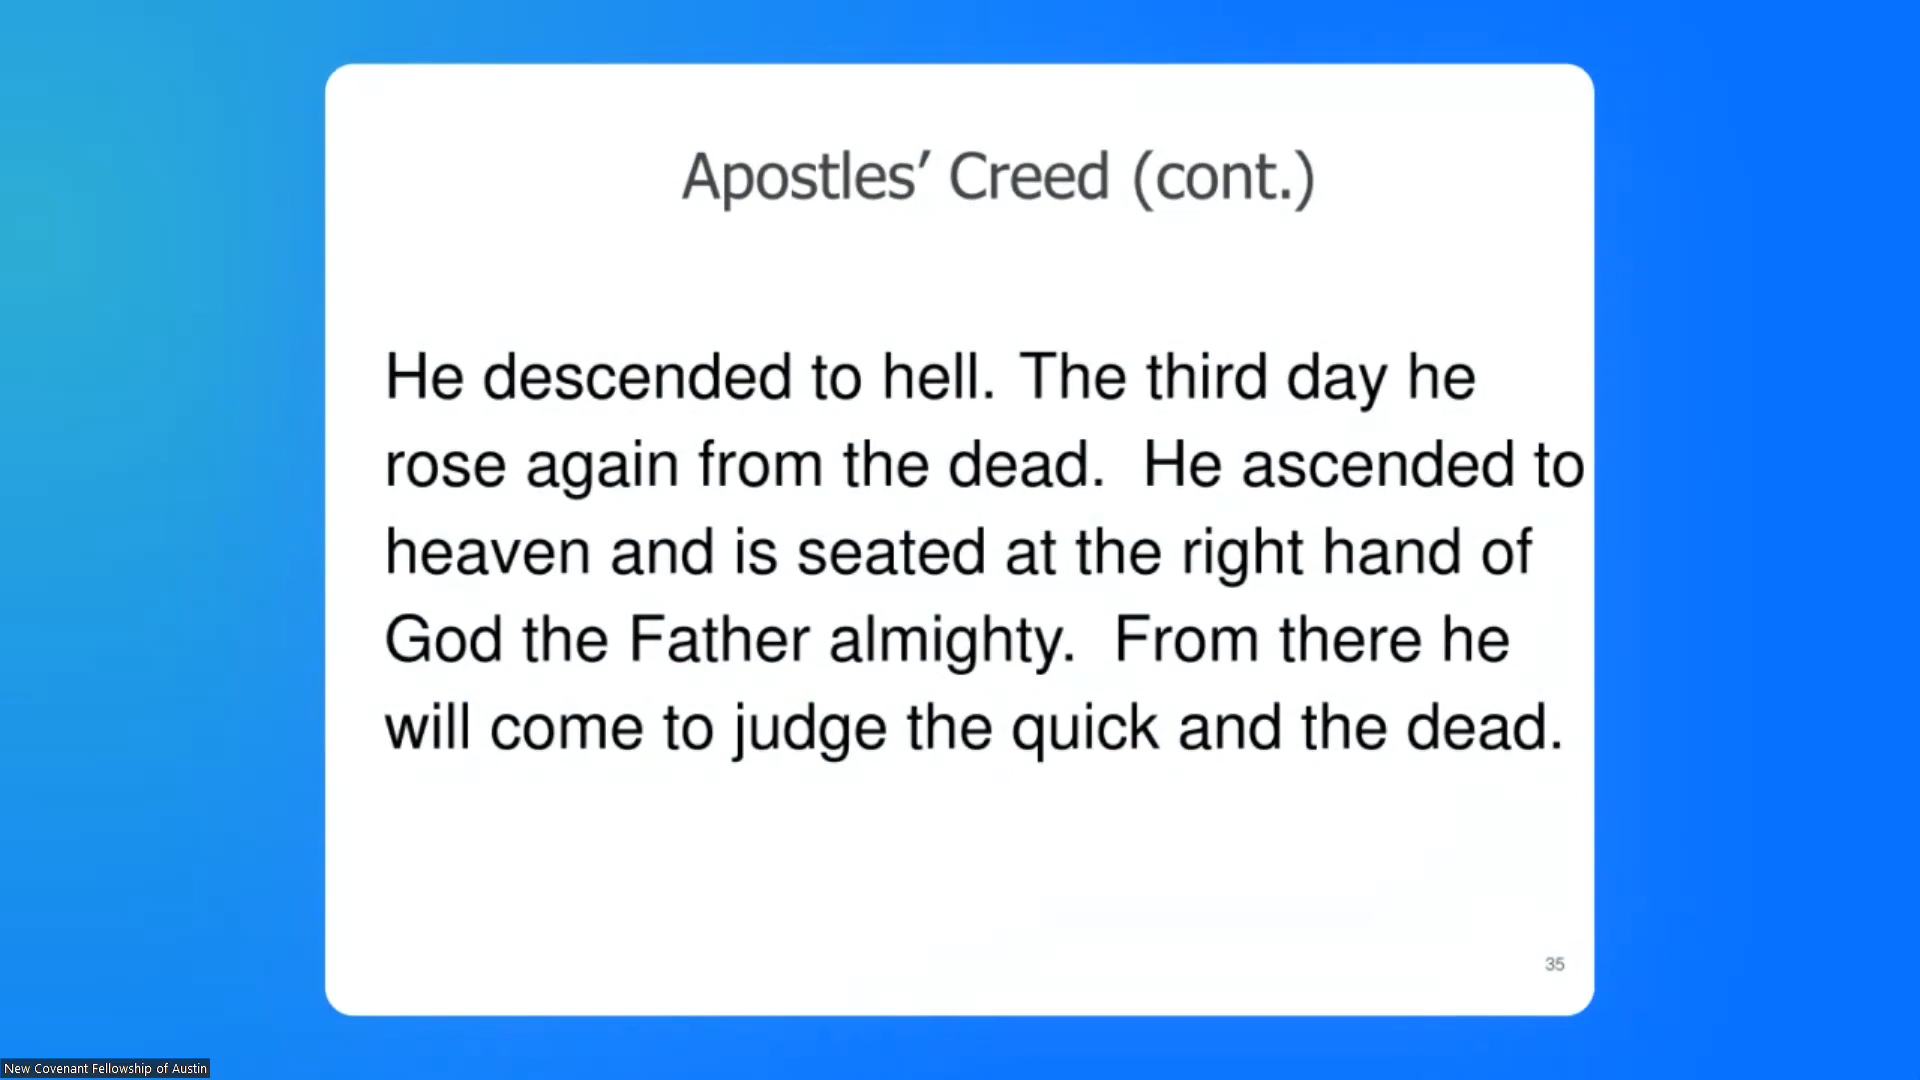 Apostles’ Creed (cont.)
He descended to hell. The third day he
rose again from the dead.  He ascended to
heaven and is seated at the right hand of
God the Father almighty.  From there he
will come to judge the quick and the dead.
35
New Covenant Fellowship of Austin